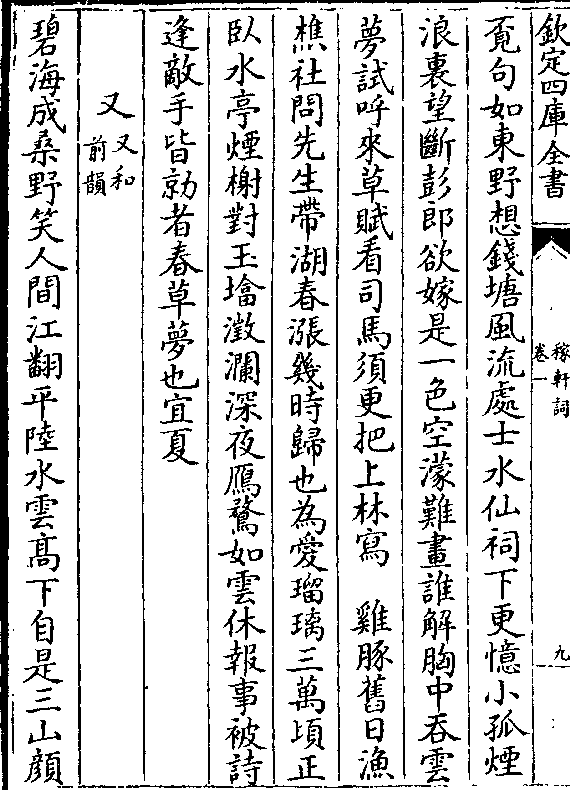 欽定四庫全書
稼軒詞
卷一
九
覔句如東野想錢塘風流處士水仙祠下更憶小孤煙
浪裏望斷彭郎欲嫁是一色空濛難畫誰解胸中吞雲
夢試呼來草賦看司馬須更把上林寫　雞豚舊日漁
樵社問先生帶湖春漲幾時歸也為愛瑠璃三萬頃正
臥水亭煙榭對玉塔瀓瀾深夜鴈騖如雲休報事被詩
逢敵手皆勍者春草夢也宜夏
又又和前韻
碧海成桑野笑人間江翻平陸水雲高下自是三山顔